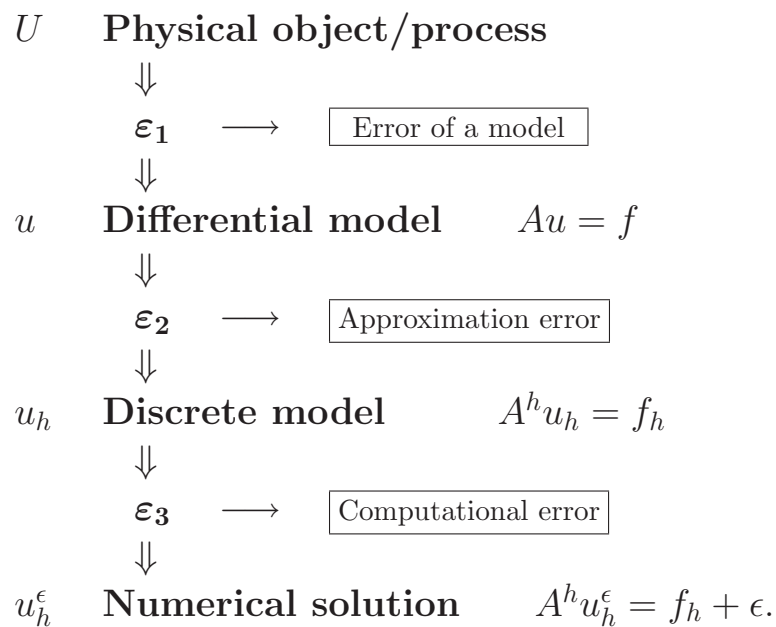 U Physical object/process
⇓
ε₁ ⟶ Error of a model
⇓
u Differential model Au = f
⇓
ε₂ ⟶ Approximation error
⇓
u_h Discrete model A^h u_h = f_h
⇓
ε₃ ⟶ Computational error
⇓
u_h^ϵ Numerical solution A^h u_h^ϵ = f_h + ϵ.